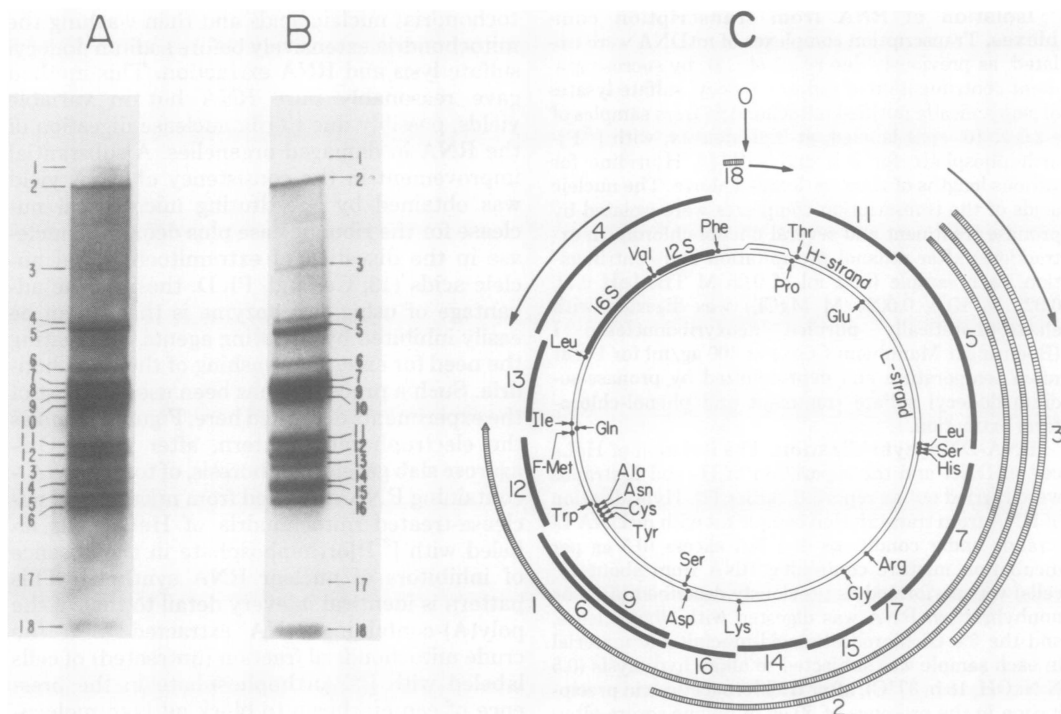 A
B
C
1
2
3
4
5
6
7
8
9
10
11
12
13
14
15
16
17
18
1
2
3
4
5
6
7
8
9
10
11
12
13
14
15
16
17
18
O
18
11
4
Phe
Thr
12 S
Val
H-strand
Pro
16S
Glu
1
Leu
5
13
L-strand
3
Ile
Gln
Leu
Ser
His
F-Met
12
Ala
Asn
Cys
Tyr
Trp
7
Arg
Gly
Ser
Asp
Lys
17
1
6
9
15
14
16
2